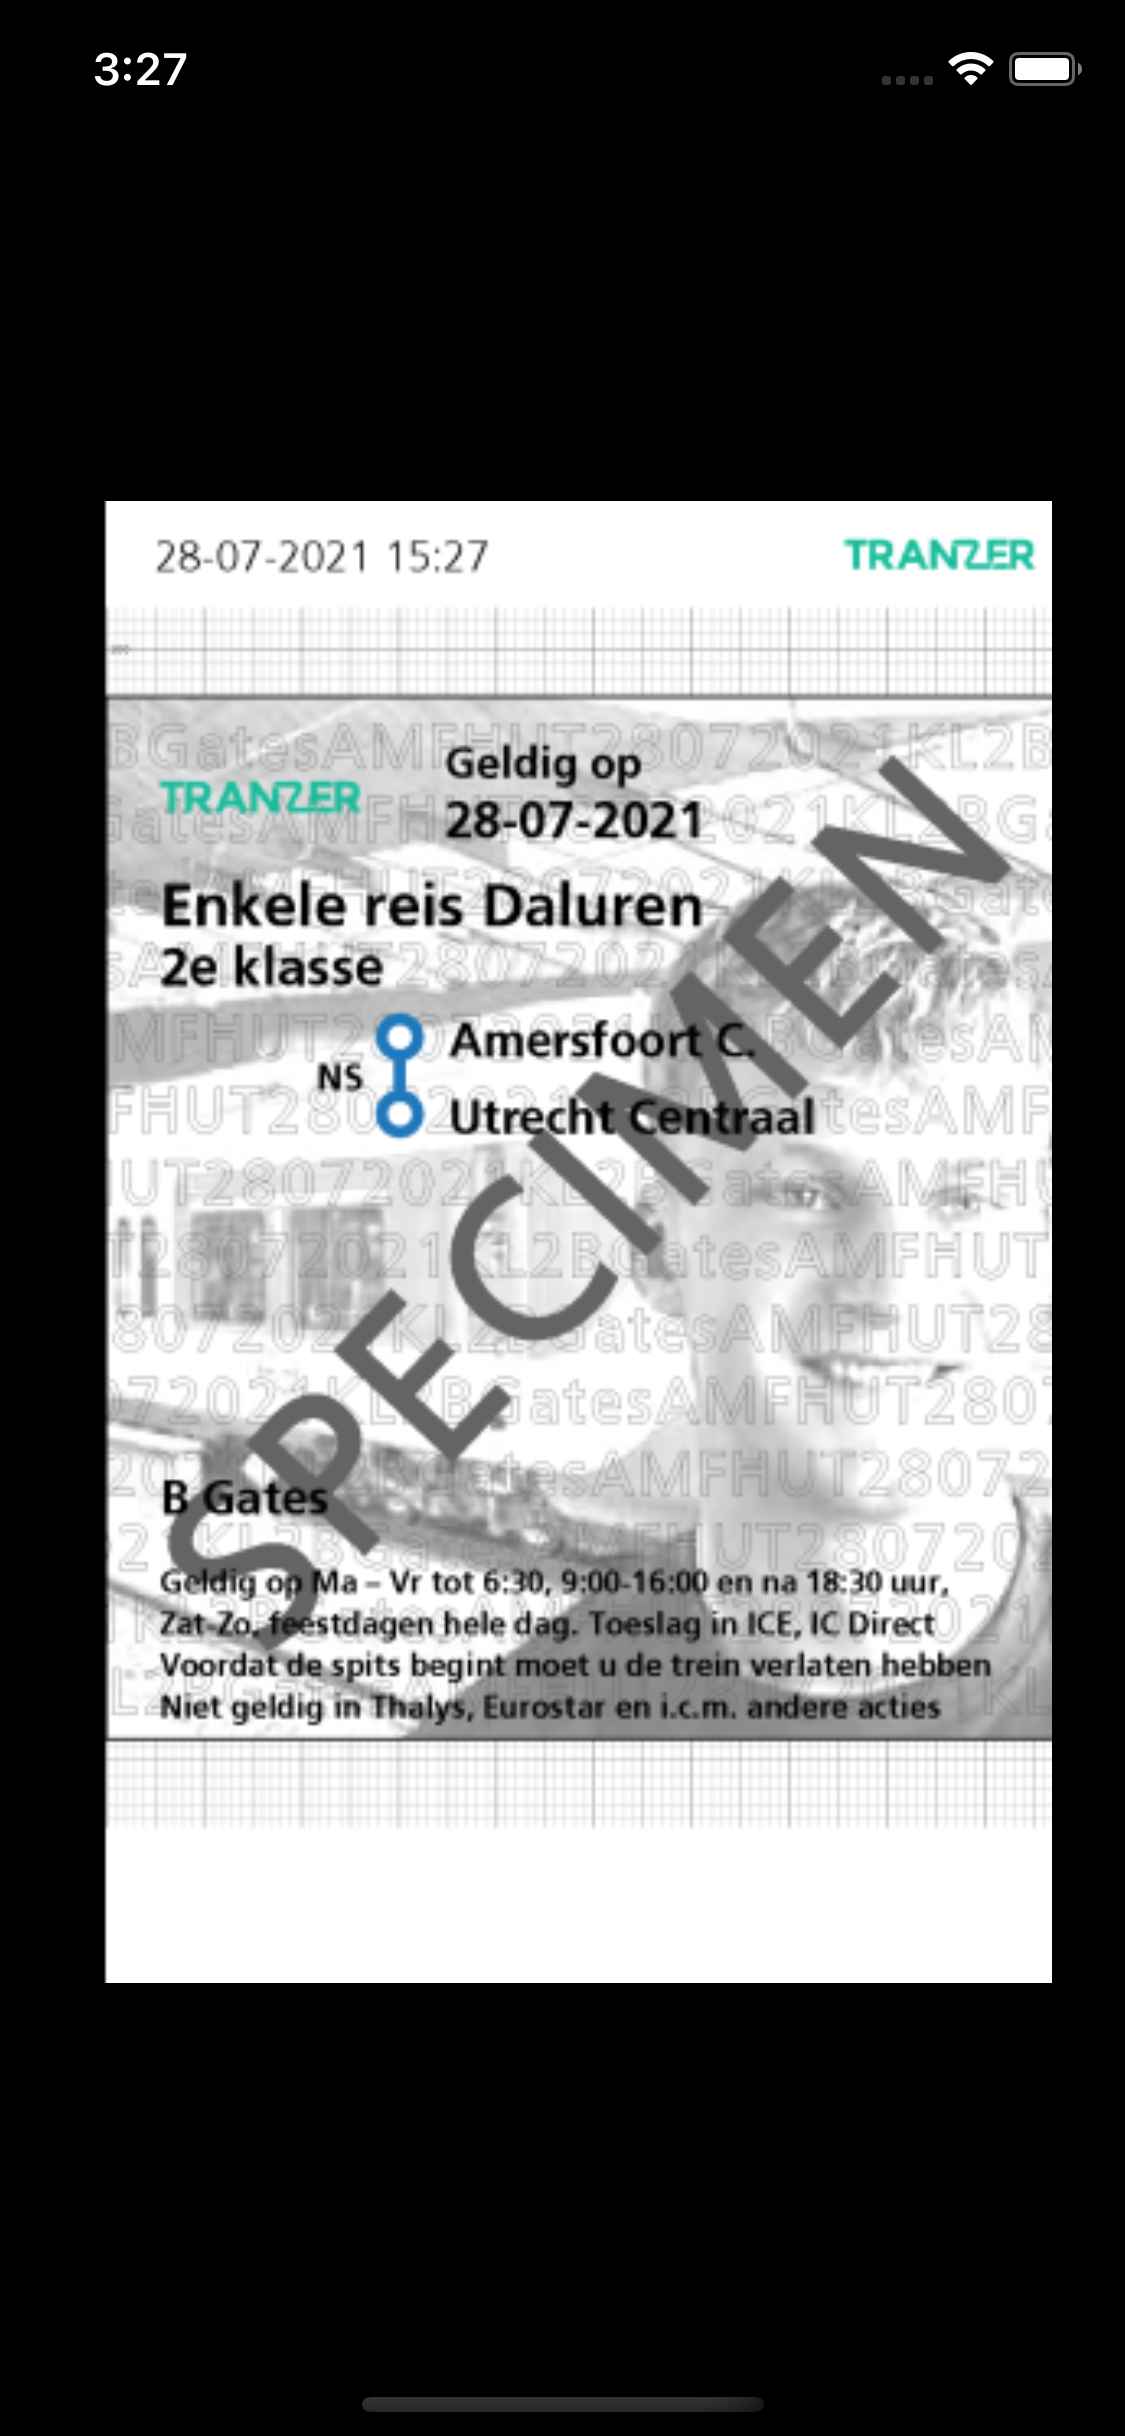 3:27
28-07-2021 15:27 TRANZER
TRANZER
Geldig op
28-07-2021
Enkele reis Daluren
2e klasse
NS
Amersfoort C.
Utrecht Centraal
SPECIMEN
B Gates
Geldig op Ma – Vr tot 6:30, 9:00-16:00 en na 18:30 uur,
Zat-Zo, feestdagen hele dag. Toeslag in ICE, IC Direct
Voordat de spits begint moet u de trein verlaten hebben
Niet geldig in Thalys, Eurostar en i.c.m. andere acties